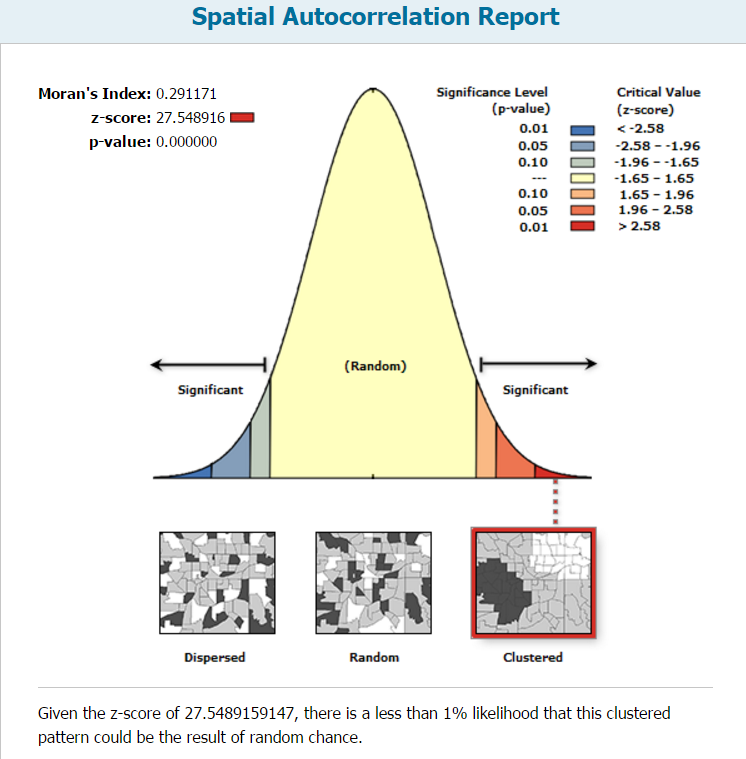 Spatial Autocorrelation Report
Moran's Index: 0.291171
z-score: 27.548916
p-value: 0.000000
Significance Level
(p-value)
Critical Value
(z-score)
0.01 < -2.58
0.05 -2.58 - -1.96
0.10 -1.96 - -1.65
--- -1.65 - 1.65
0.10 1.65 - 1.96
0.05 1.96 - 2.58
0.01 > 2.58
(Random)
Significant
Significant
Dispersed
Random
Clustered
Given the z-score of 27.5489159147, there is a less than 1% likelihood that this clustered
pattern could be the result of random chance.